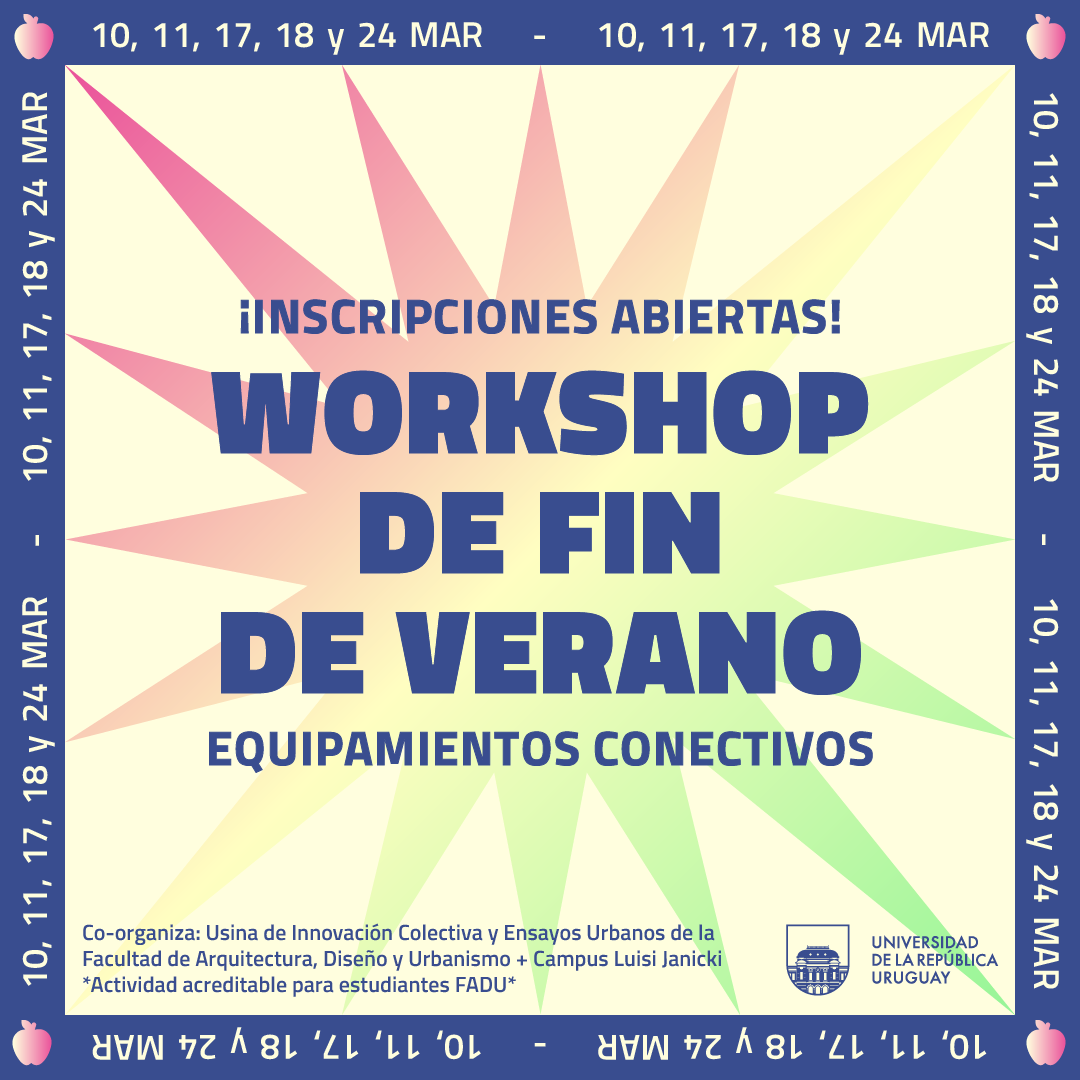 10, 11, 17, 18 y 24 MAR - 10, 11, 17, 18 y 24 MAR
10, 11, 17, 18 y 24 MAR - 10, 11, 17, 18 y 24 MAR
10, 11, 17, 18 y 24 MAR - 10, 11, 17, 18 y 24 MAR
¡INSCRIPCIONES ABIERTAS!
WORKSHOP
DE FIN
DE VERANO
EQUIPAMIENTOS CONECTIVOS
Co-organiza: Usina de Innovación Colectiva y Ensayos Urbanos de la
Facultad de Arquitectura, Diseño y Urbanismo + Campus Luisi Janicki
*Actividad acreditable para estudiantes FADU*
UNIVERSIDAD
DE LA REPÚBLICA
URUGUAY
10, 11, 17, 18 y 24 MAR - 10, 11, 17, 18 y 24 MAR